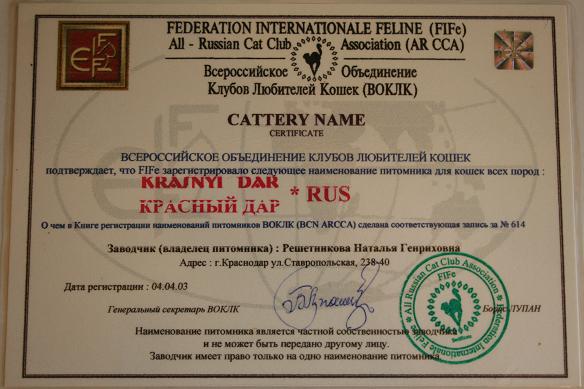 FEDERATION INTERNATIONALE FELINE (FIFe)
All - Russian Cat Club Association (AR CCA)
Всероссийское Объединение
Клубов Любителей Кошек (ВОКЛК)
CATTERY NAME
CERTIFICATE
ВСЕРОССИЙСКОЕ ОБЪЕДИНЕНИЕ КЛУБОВ ЛЮБИТЕЛЕЙ КОШЕК
подтверждает, что FIFe зарегистрировало следующее наименование питомника для кошек всех пород :
KRASNYI DAR
КРАСНЫЙ ДАР * RUS
О чем в Книге регистрации наименований питомников ВОКЛК (BCN ARCCA) сделана соответствующая запись за № 614
Заводчик (владелец питомника) : Решетникова Наталья Генриховна
Адрес : г.Краснодар ул.Ставропольская, 238-40
Дата регистрации : 04.04.03
Генеральный секретарь ВОКЛК
Борис ЛУПАН
Наименование питомника является частной собственностью заводчика
и не может быть передано другому лицу.
Заводчик имеет право только на одно наименование питомника
All Russian Cat Club Association * Federation Internationale Feline *
FIFe